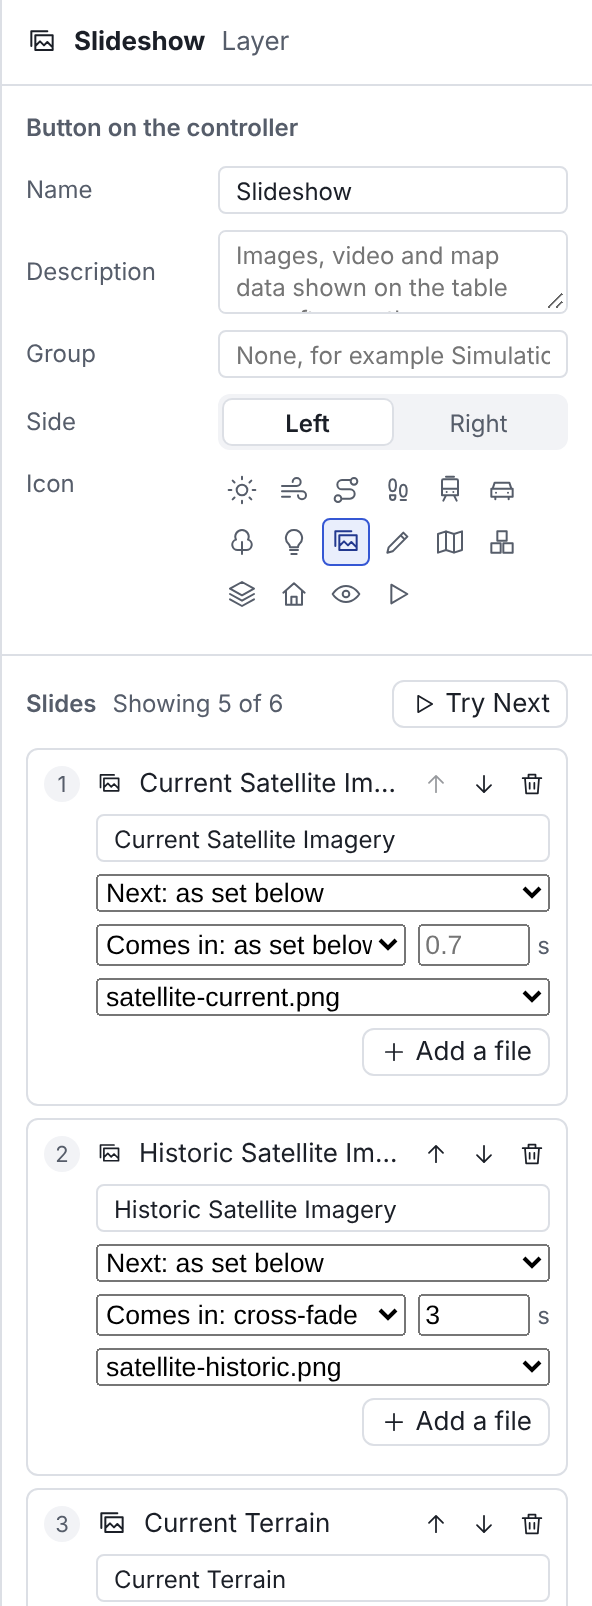 Slideshow Layer
Button on the controller
Name
Slideshow
Description
Images, video and map
data shown on the table
Group
None, for example Simulatic
Side
Left
Right
Icon
Slides Showing 5 of 6
Try Next
1 Current Satellite Im...
Current Satellite Imagery
Next: as set below
Comes in: as set below
0.7 s
satellite-current.png
+ Add a file
2 Historic Satellite Im...
Historic Satellite Imagery
Next: as set below
Comes in: cross-fade
3 s
satellite-historic.png
+ Add a file
3 Current Terrain
Current Terrain